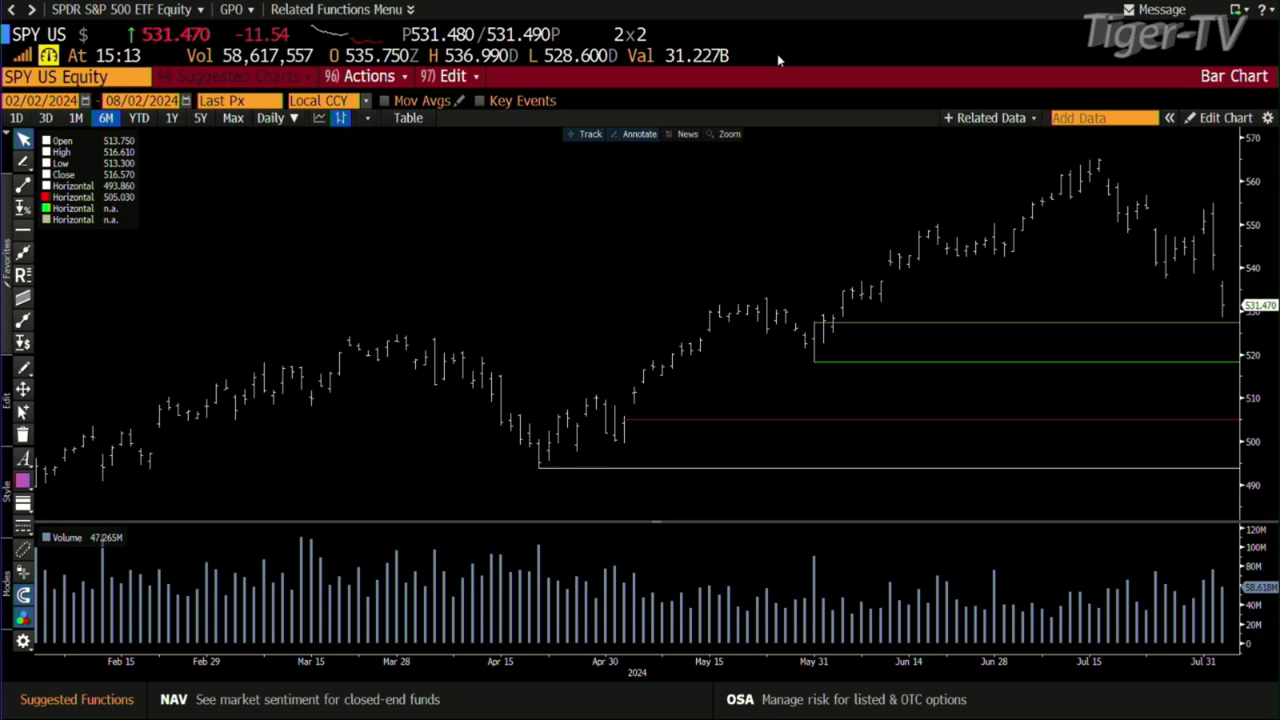 SPDR S&P 500 ETF Equity GPO Related Functions Menu Message ?
Tiger-TV
SPY US $ 531.470 -11.54 P531.480/531.490P 2x2
At 15:13 Vol 58,617,557 O 535.750Z H 536.990D L 528.600D Val 31.227B
SPY US Equity 94) Suggested Charts 96) Actions 97) Edit Bar Chart
02/02/2024 - 08/02/2024 Last Px Local CCY Mov Avgs Key Events
1D 3D 1M 6M YTD 1Y 5Y Max Daily Table + Related Data Add Data Edit Chart
Track Annotate News Zoom
Open 513.750
High 516.610
Low 513.300
Close 516.570
Horizontal 493.860
Horizontal 505.030
Horizontal n.a.
Horizontal n.a.
570
560
550
540
531.470
530
520
510
500
490
Favorites
Edit
Style
Modes
Volume 47.265M
120M
100M
80M
58.618M
40M
20M
0
Feb 15 Feb 29 Mar 15 Mar 28 Apr 15 Apr 30 May 15 May 31 Jun 14 Jun 28 Jul 15 Jul 31
2024
Suggested Functions NAV See market sentiment for closed-end funds OSA Manage risk for listed & OTC options